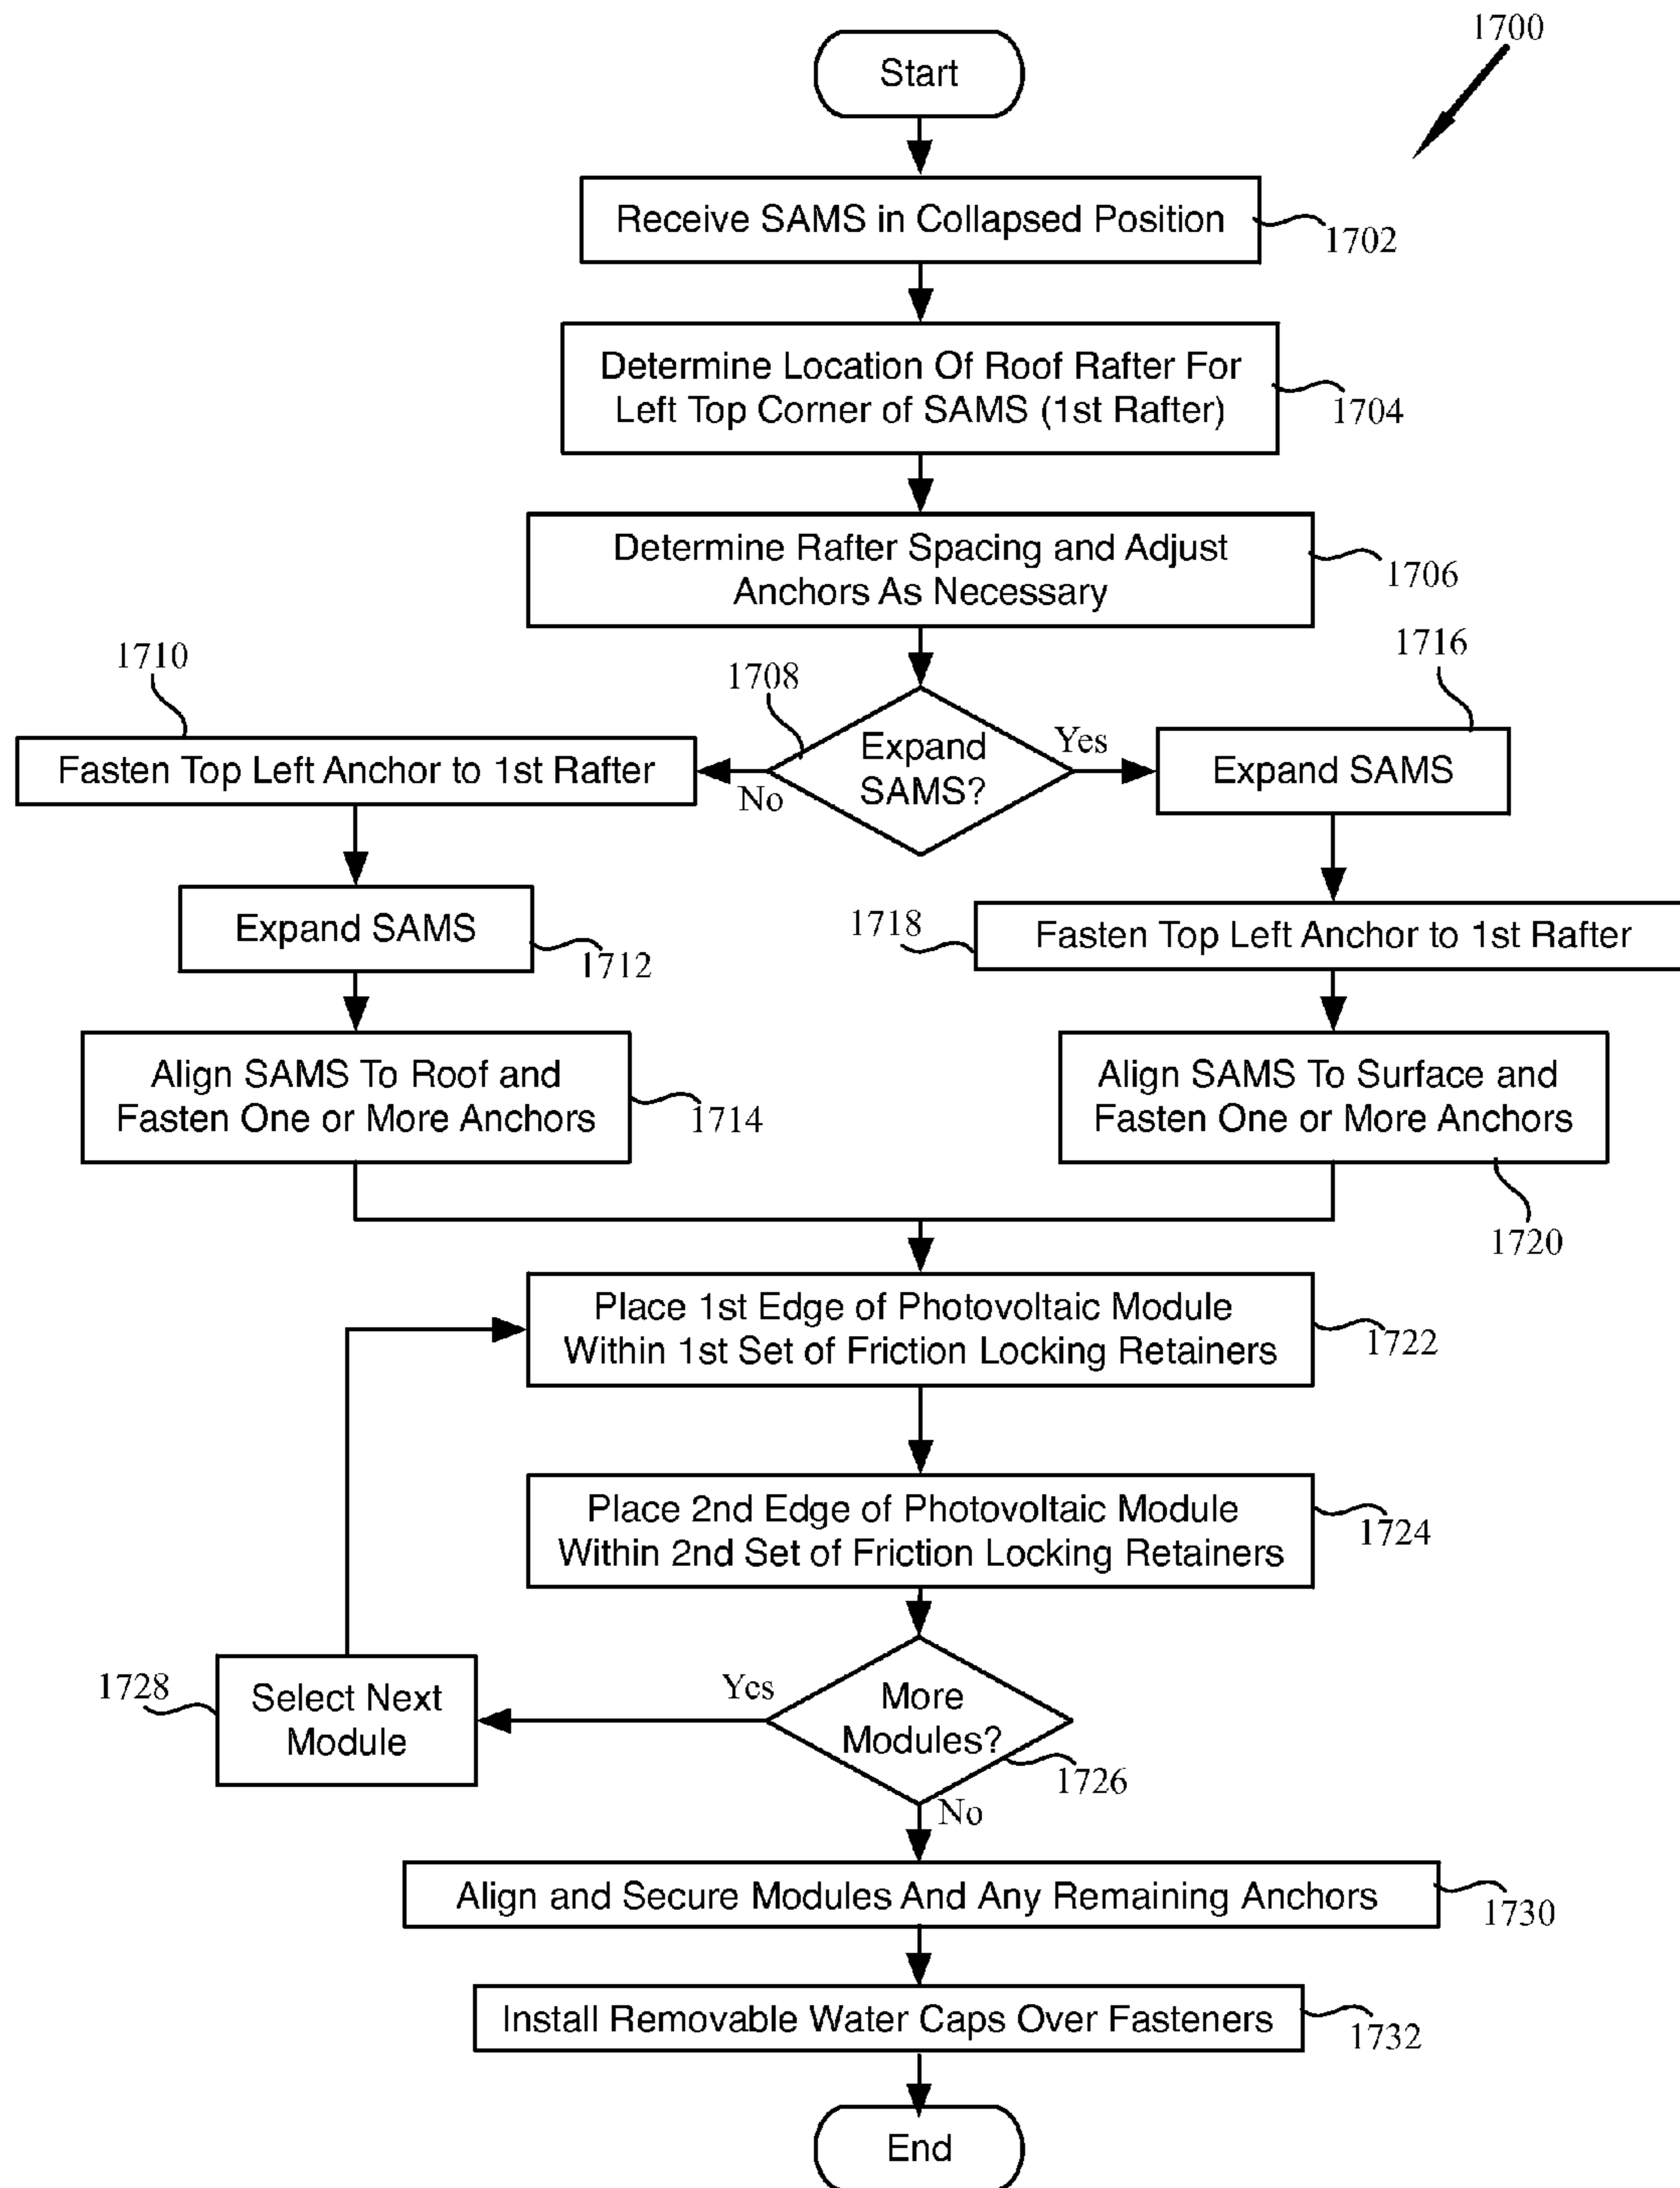 1700
Start
Receive SAMS in Collapsed Position
1702
Determine Location Of Roof Rafter For
Left Top Corner of SAMS (1st Rafter)
1704
Determine Rafter Spacing and Adjust
Anchors As Necessary
1706
1710
1708
1716
Fasten Top Left Anchor to 1st Rafter
No
Expand
SAMS?
Yes
Expand SAMS
Expand SAMS
1712
1718
Fasten Top Left Anchor to 1st Rafter
Align SAMS To Roof and
Fasten One or More Anchors
1714
Align SAMS To Surface and
Fasten One or More Anchors
1720
Place 1st Edge of Photovoltaic Module
Within 1st Set of Friction Locking Retainers
1722
Place 2nd Edge of Photovoltaic Module
Within 2nd Set of Friction Locking Retainers
1724
1728
Select Next
Module
Yes
More
Modules?
1726
No
Align and Secure Modules And Any Remaining Anchors
1730
Install Removable Water Caps Over Fasteners
1732
End